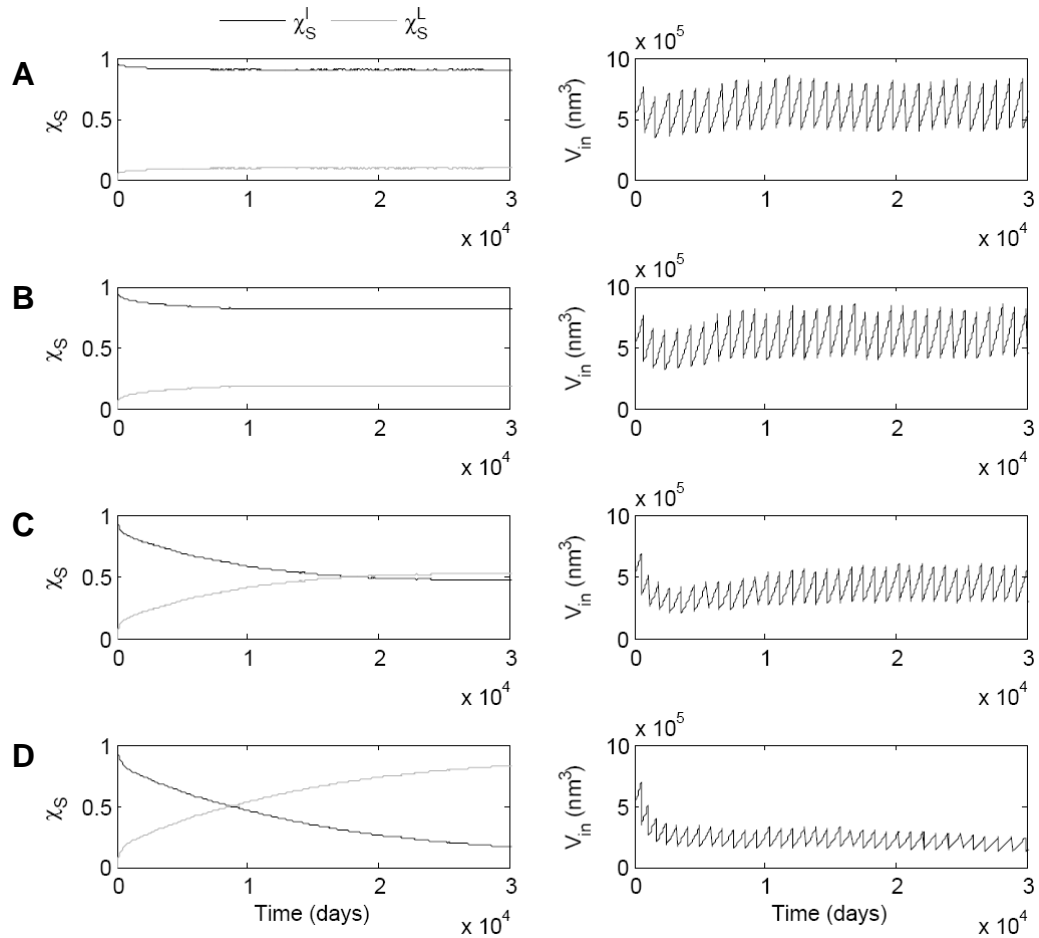 χ_S^I χ_S^L
A
χ_S
1
0.5
0
0 1 2 3
x 10^4
V_in (nm^3)
x 10^5
10
5
0
0 1 2 3
x 10^4
B
χ_S
1
0.5
0
0 1 2 3
x 10^4
V_in (nm^3)
x 10^5
10
5
0
0 1 2 3
x 10^4
C
χ_S
1
0.5
0
0 1 2 3
x 10^4
V_in (nm^3)
x 10^5
10
5
0
0 1 2 3
x 10^4
D
χ_S
1
0.5
0
0 1 2 3
Time (days)
x 10^4
V_in (nm^3)
x 10^5
10
5
0
0 1 2 3
Time (days)
x 10^4